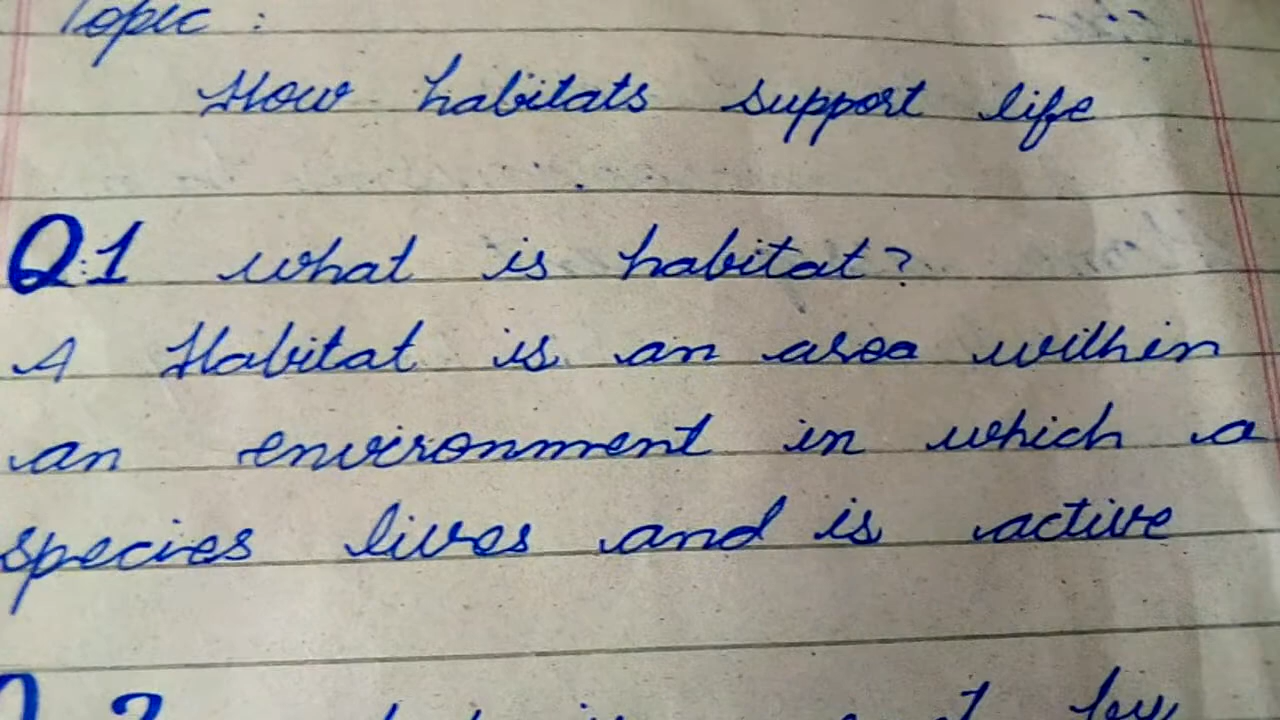 Topic :
How habitats support life
Q.1 what is habitat?
A Habitat is an area within
an environment in which a
species lives and is active
by